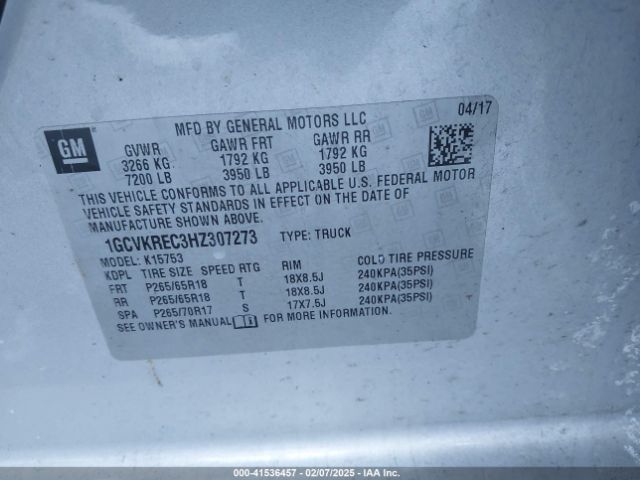 GM
MFD BY GENERAL MOTORS LLC
04/17
GVWR GAWR FRT GAWR RR
3266 KG 1792 KG 1792 KG
7200 LB 3950 LB 3950 LB
THIS VEHICLE CONFORMS TO ALL APPLICABLE U.S. FEDERAL MOTOR
VEHICLE SAFETY STANDARDS IN EFFECT ON THE DATE OF
MANUFACTURE SHOWN ABOVE.
1GCVKREC3HZ307273 TYPE: TRUCK
MODEL: K15753
KDPL TIRE SIZE SPEED RTG RIM COLD TIRE PRESSURE
FRT P265/65R18 T 18X8.5J 240KPA(35PSI)
RR P265/65R18 T 18X8.5J 240KPA(35PSI)
SPA P265/70R17 S 17X7.5J 240KPA(35PSI)
SEE OWNER'S MANUAL FOR MORE INFORMATION.
000-41536457 - 02/07/2025 - IAA Inc.